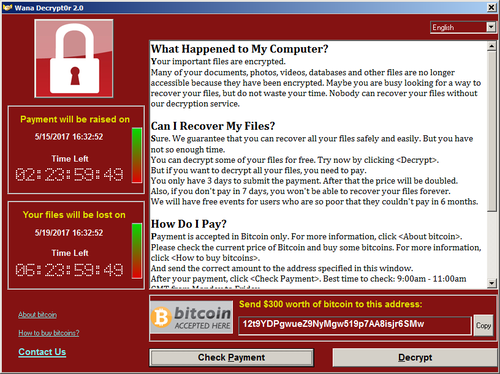 Wana Decrypt0r 2.0
English
Payment will be raised on
5/15/2017 16:32:52
Time Left
02:23:59:49
Your files will be lost on
5/19/2017 16:32:52
Time Left
06:23:59:49
About bitcoin
How to buy bitcoins?
Contact Us
What Happened to My Computer?
Your important files are encrypted.
Many of your documents, photos, videos, databases and other files are no longer
accessible because they have been encrypted. Maybe you are busy looking for a way to
recover your files, but do not waste your time. Nobody can recover your files without
our decryption service.
Can I Recover My Files?
Sure. We guarantee that you can recover all your files safely and easily. But you have
not so enough time.
You can decrypt some of your files for free. Try now by clicking <Decrypt>.
But if you want to decrypt all your files, you need to pay.
You only have 3 days to submit the payment. After that the price will be doubled.
Also, if you don't pay in 7 days, you won't be able to recover your files forever.
We will have free events for users who are so poor that they couldn't pay in 6 months.
How Do I Pay?
Payment is accepted in Bitcoin only. For more information, click <About bitcoin>.
Please check the current price of Bitcoin and buy some bitcoins. For more information,
click <How to buy bitcoins>.
And send the correct amount to the address specified in this window.
After your payment, click <Check Payment>. Best time to check: 9:00am - 11:00am
GMT from Monday to Friday.
bitcoin
ACCEPTED HERE
Send $300 worth of bitcoin to this address:
12t9YDPgwueZ9NyMgw519p7AA8isjr6SMw
Copy
Check Payment
Decrypt